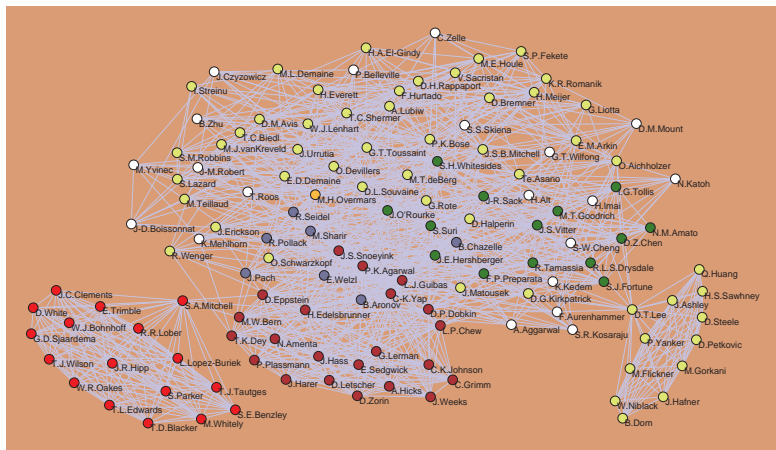 C.Zelle
H.A.El-Gindy
S.P.Fekete
M.E.Houle
J.Czyzowicz
M.L.Demaine
P.Belleville
V.Sacristan
K.R.Romanik
I.Streinu
H.Everett
D.H.Rappaport
F.Hurtado
H.Meijer
D.Bremner
G.Liotta
A.Lubiw
T.C.Shermer
B.Zhu
D.M.Avis
W.J.Lenhart
S.S.Skiena
D.M.Mount
T.C.Biedl
P.K.Bose
E.M.Arkin
M.J.vanKreveld
J.Urrutia
G.T.Toussaint
J.S.B.Mitchell
G.T.Wilfong
S.M.Robbins
S.H.Whitesides
O.Aichholzer
M.Yvinec
J-M.Robert
O.Devillers
M.T.deBerg
Te.Asano
N.Katoh
S.Lazard
E.D.Demaine
D.L.Souvaine
I.G.Tollis
T.Roos
M.H.Overmars
J-R.Sack
H.Alt
H.Imai
M.Teillaud
G.Rote
J.O'Rourke
M.T.Goodrich
R.Seidel
D.Halperin
J.S.Vitter
N.M.Amato
J-D.Boissonnat
J.Erickson
M.Sharir
S.Suri
K.Mehlhorn
R.Pollack
B.Chazelle
S-W.Cheng
D.Z.Chen
R.Wenger
J.S.Snoeyink
O.Schwarzkopf
J.E.Hershberger
P.K.Agarwal
R.Tamassia
R.L.S.Drysdale
Q.Huang
J.Pach
E.Welzl
L.J.Guibas
F.P.Preparata
K.Kedem
S.J.Fortune
H.S.Sawhney
J.C.Clements
D.Eppstein
B.Aronov
C-K.Yap
J.Matousek
D.G.Kirkpatrick
J.Ashley
D.White
E.Trimble
S.A.Mitchell
H.Edelsbrunner
D.P.Dobkin
F.Aurenhammer
J.T.Lee
D.Steele
W.J.Bohnhoff
R.R.Lober
M.W.Bern
L.P.Chew
A.Aggarwal
S.R.Kosaraju
G.D.Sjaardema
T.K.Dey
N.Amenta
P.Yanker
D.Petkovic
T.J.Wilson
J.R.Hipp
L.Lopez-Buriek
P.Plassmann
J.Hass
G.Lerman
E.Sedgwick
C.K.Johnson
M.Flickner
M.Gorkani
W.R.Oakes
S.Parker
T.J.Tautges
J.Harer
D.Letscher
A.Hicks
C.Grimm
D.Zorin
J.Weeks
J.Hafner
W.Niblack
T.L.Edwards
S.E.Benzley
T.D.Blacker
M.Whitely
B.Dom